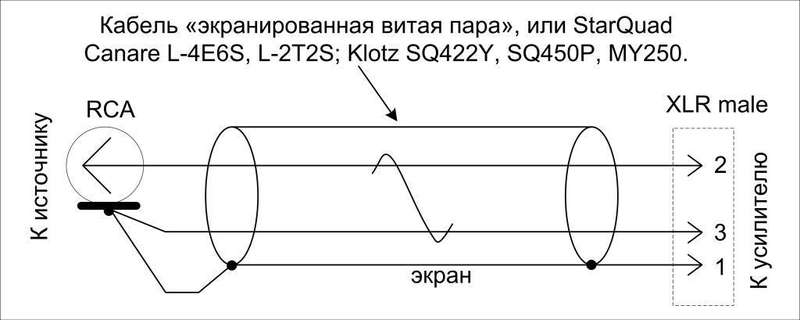 Кабель «экранированная витая пара», или StarQuad
Canare L-4E6S, L-2T2S; Klotz SQ422Y, SQ450P, MY250.
RCA
XLR male
К источнику
2
3
1
экран
К усилителю